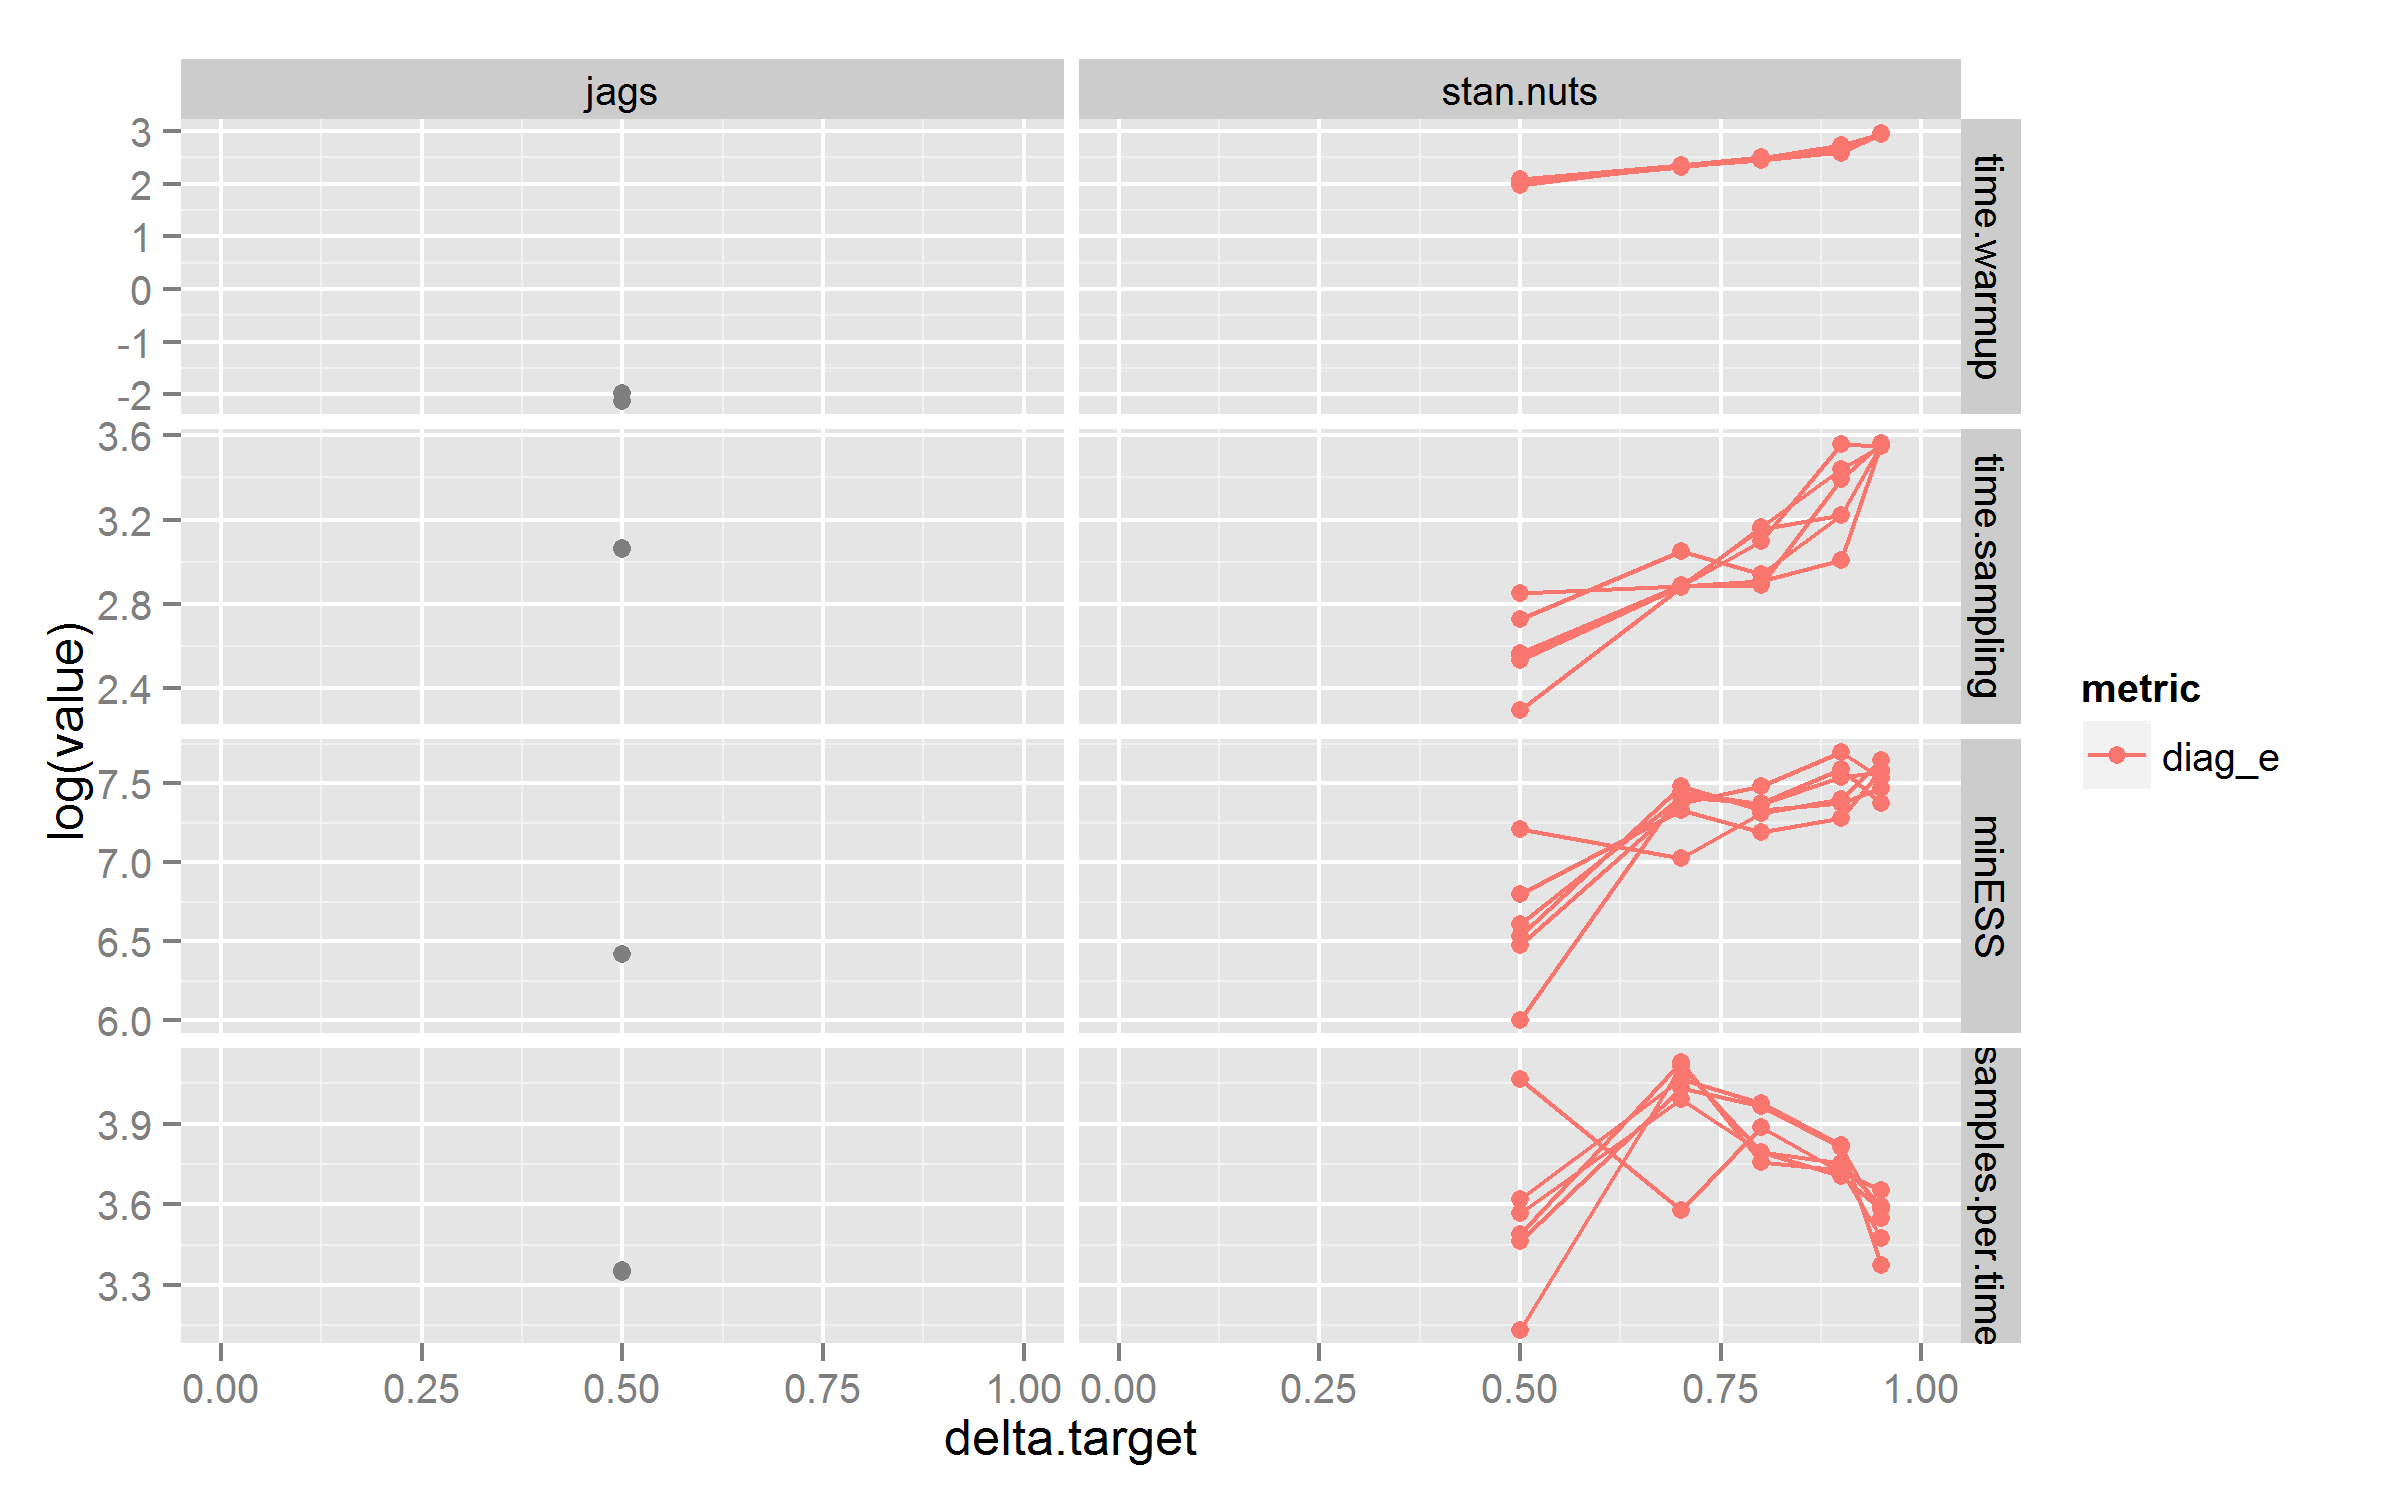 jags
stan.nuts
3
2
1
0
-1
-2
time.warmup
3.6
3.2
2.8
2.4
time.sampling
7.5
7.0
6.5
6.0
minESS
3.9
3.6
3.3
samples.per.time
log(value)
0.00 0.25 0.50 0.75 1.00
0.00 0.25 0.50 0.75 1.00
delta.target
metric
diag_e